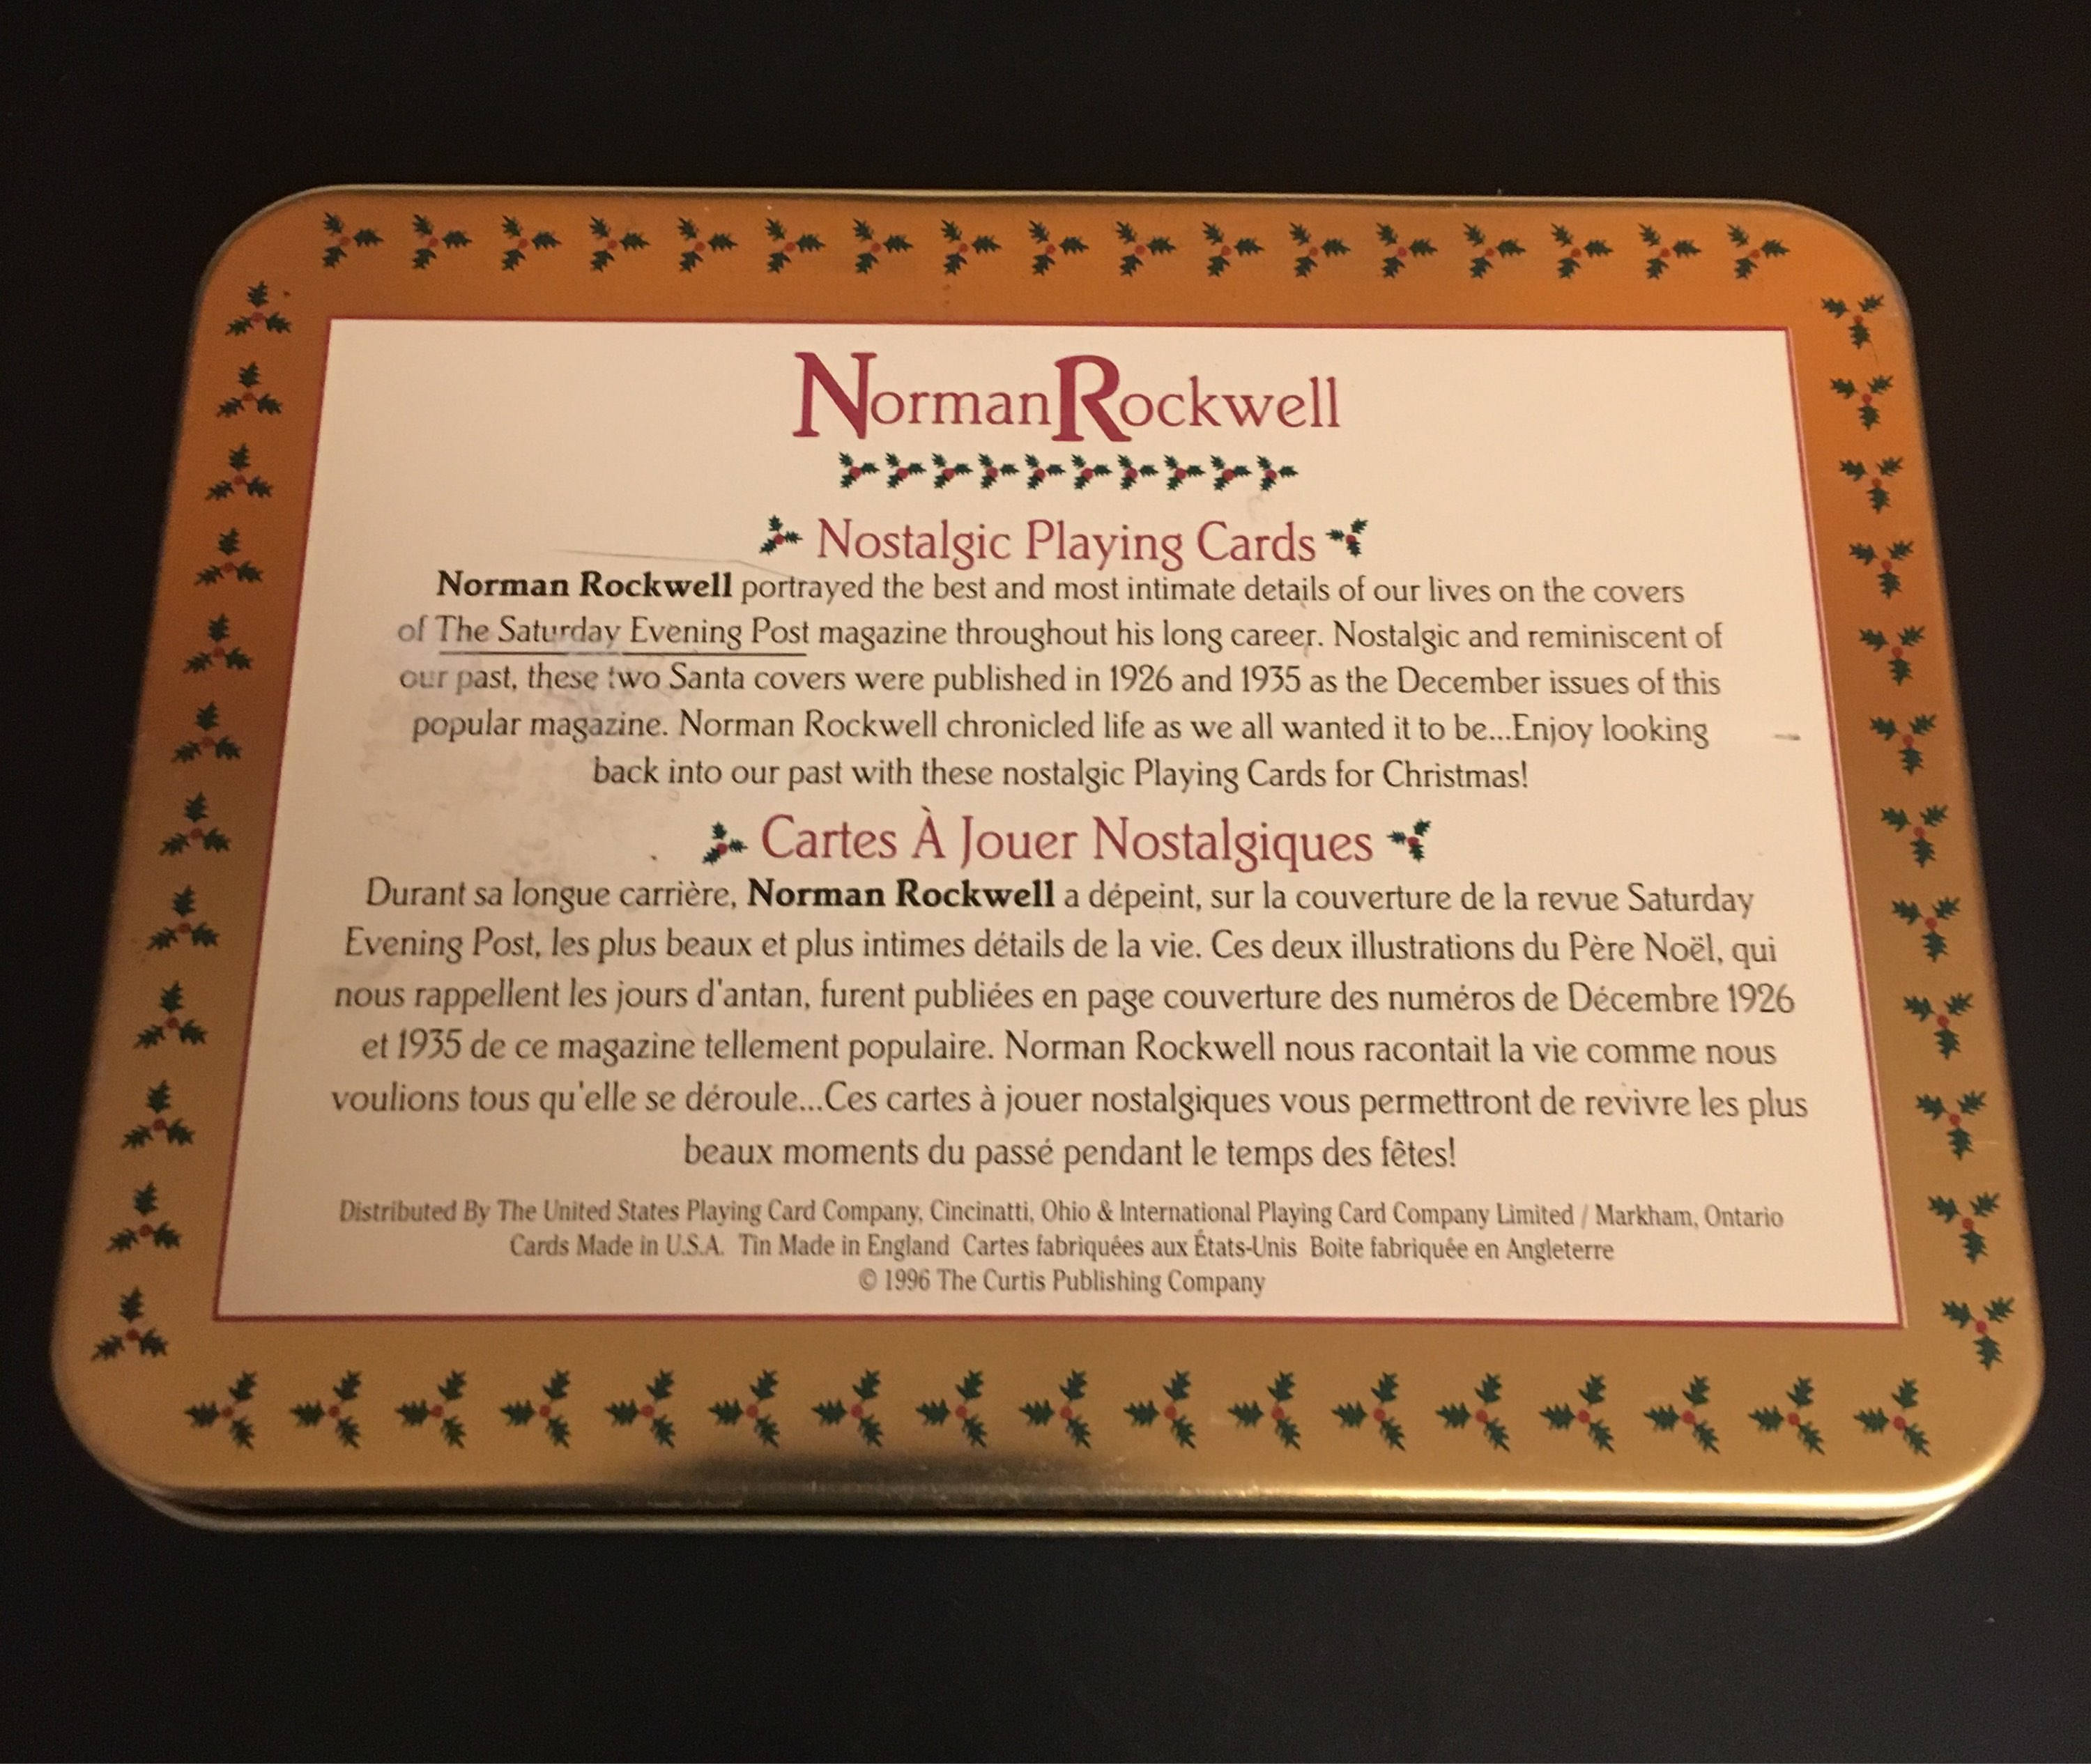 Norman Rockwell
Nostalgic Playing Cards
Norman Rockwell portrayed the best and most intimate details of our lives on the covers
of The Saturday Evening Post magazine throughout his long career. Nostalgic and reminiscent of
our past, these two Santa covers were published in 1926 and 1935 as the December issues of this
popular magazine. Norman Rockwell chronicled life as we all wanted it to be...Enjoy looking
back into our past with these nostalgic Playing Cards for Christmas!
Cartes À Jouer Nostalgiques
Durant sa longue carrière, Norman Rockwell a dépeint, sur la couverture de la revue Saturday
Evening Post, les plus beaux et plus intimes détails de la vie. Ces deux illustrations du Père Noël, qui
nous rappellent les jours d'antan, furent publiées en page couverture des numéros de Décembre 1926
et 1935 de ce magazine tellement populaire. Norman Rockwell nous racontait la vie comme nous
voulions tous qu'elle se déroule...Ces cartes à jouer nostalgiques vous permettront de revivre les plus
beaux moments du passé pendant le temps des fêtes!
Distributed By The United States Playing Card Company, Cincinatti, Ohio & International Playing Card Company Limited / Markham, Ontario
Cards Made in U.S.A. Tin Made in England Cartes fabriquées aux États-Unis Boite fabriquée en Angleterre
© 1996 The Curtis Publishing Company